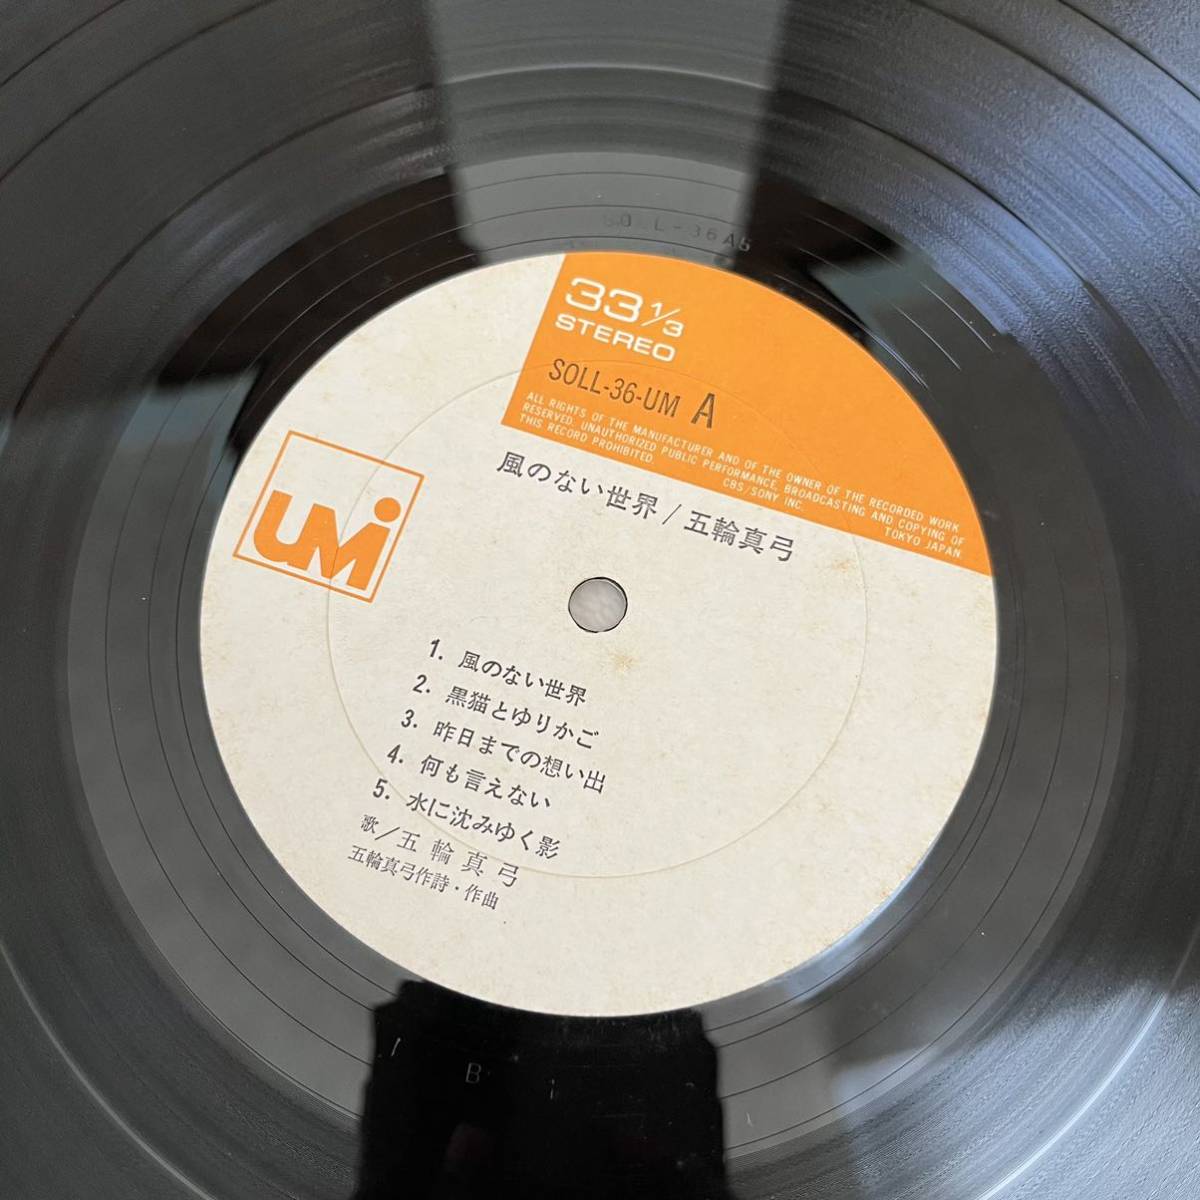 33 1/3
STEREO
SOLL-36-UM A
ALL RIGHTS OF THE MANUFACTURER AND OF THE OWNER OF THE RECORDED WORK
RESERVED. UNAUTHORIZED PUBLIC PERFORMANCE, BROADCASTING AND COPYING OF
THIS RECORD PROHIBITED. CBS/SONY INC. TOKYO JAPAN.
UMI
風のない世界/五輪真弓
1. 風のない世界
2. 黒猫とゆりかご
3. 昨日までの想い出
4. 何も言えない
5. 水に沈みゆく影
歌/五輪真弓
五輪真弓作詩・作曲
1 B 1